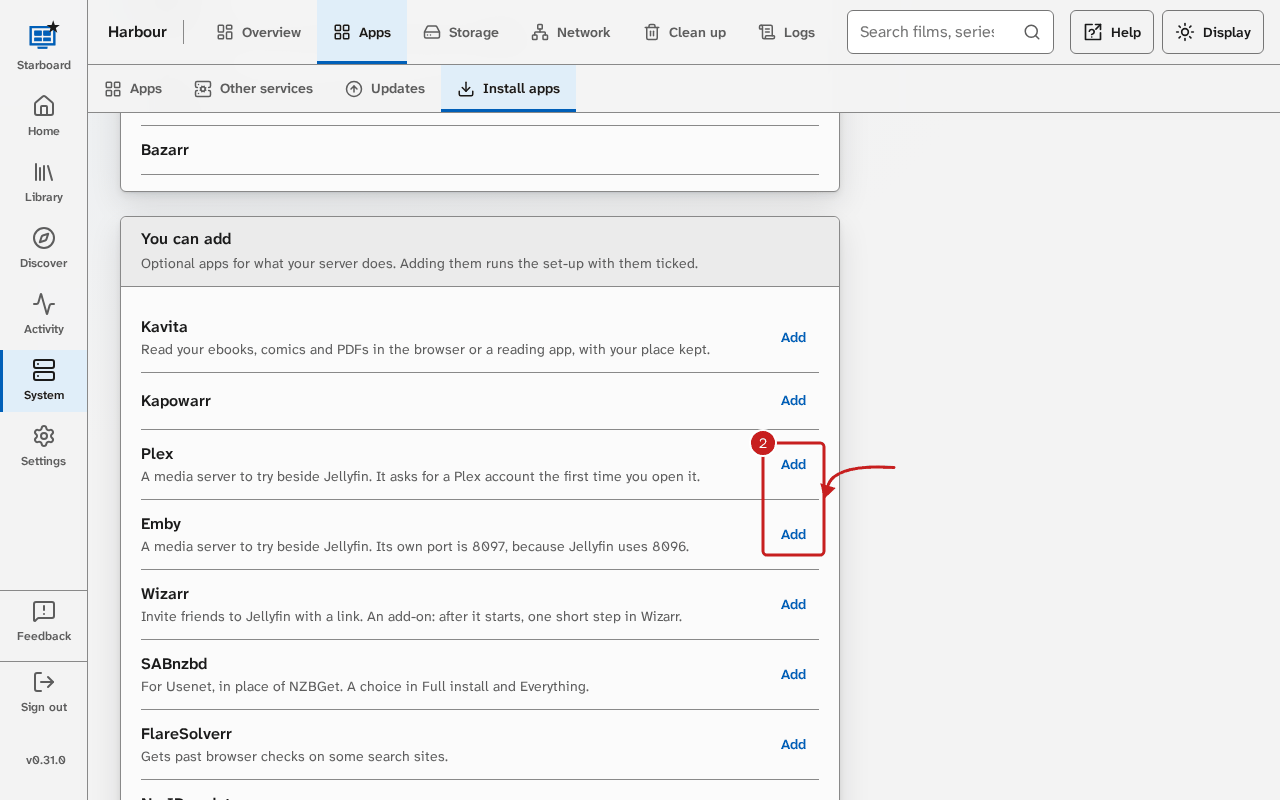 Starboard
Home
Library
Discover
Activity
System
Settings
Feedback
Sign out
v0.31.0
Harbour
Overview
Apps
Storage
Network
Clean up
Logs
Search films, series
Help
Display
Apps
Other services
Updates
Install apps
Bazarr
You can add
Optional apps for what your server does. Adding them runs the set-up with them ticked.
Kavita
Read your ebooks, comics and PDFs in the browser or a reading app, with your place kept.
Add
Kapowarr
Add
2
Plex
A media server to try beside Jellyfin. It asks for a Plex account the first time you open it.
Add
Emby
A media server to try beside Jellyfin. Its own port is 8097, because Jellyfin uses 8096.
Add
Wizarr
Invite friends to Jellyfin with a link. An add-on: after it starts, one short step in Wizarr.
Add
SABnzbd
For Usenet, in place of NZBGet. A choice in Full install and Everything.
Add
FlareSolverr
Gets past browser checks on some search sites.
Add